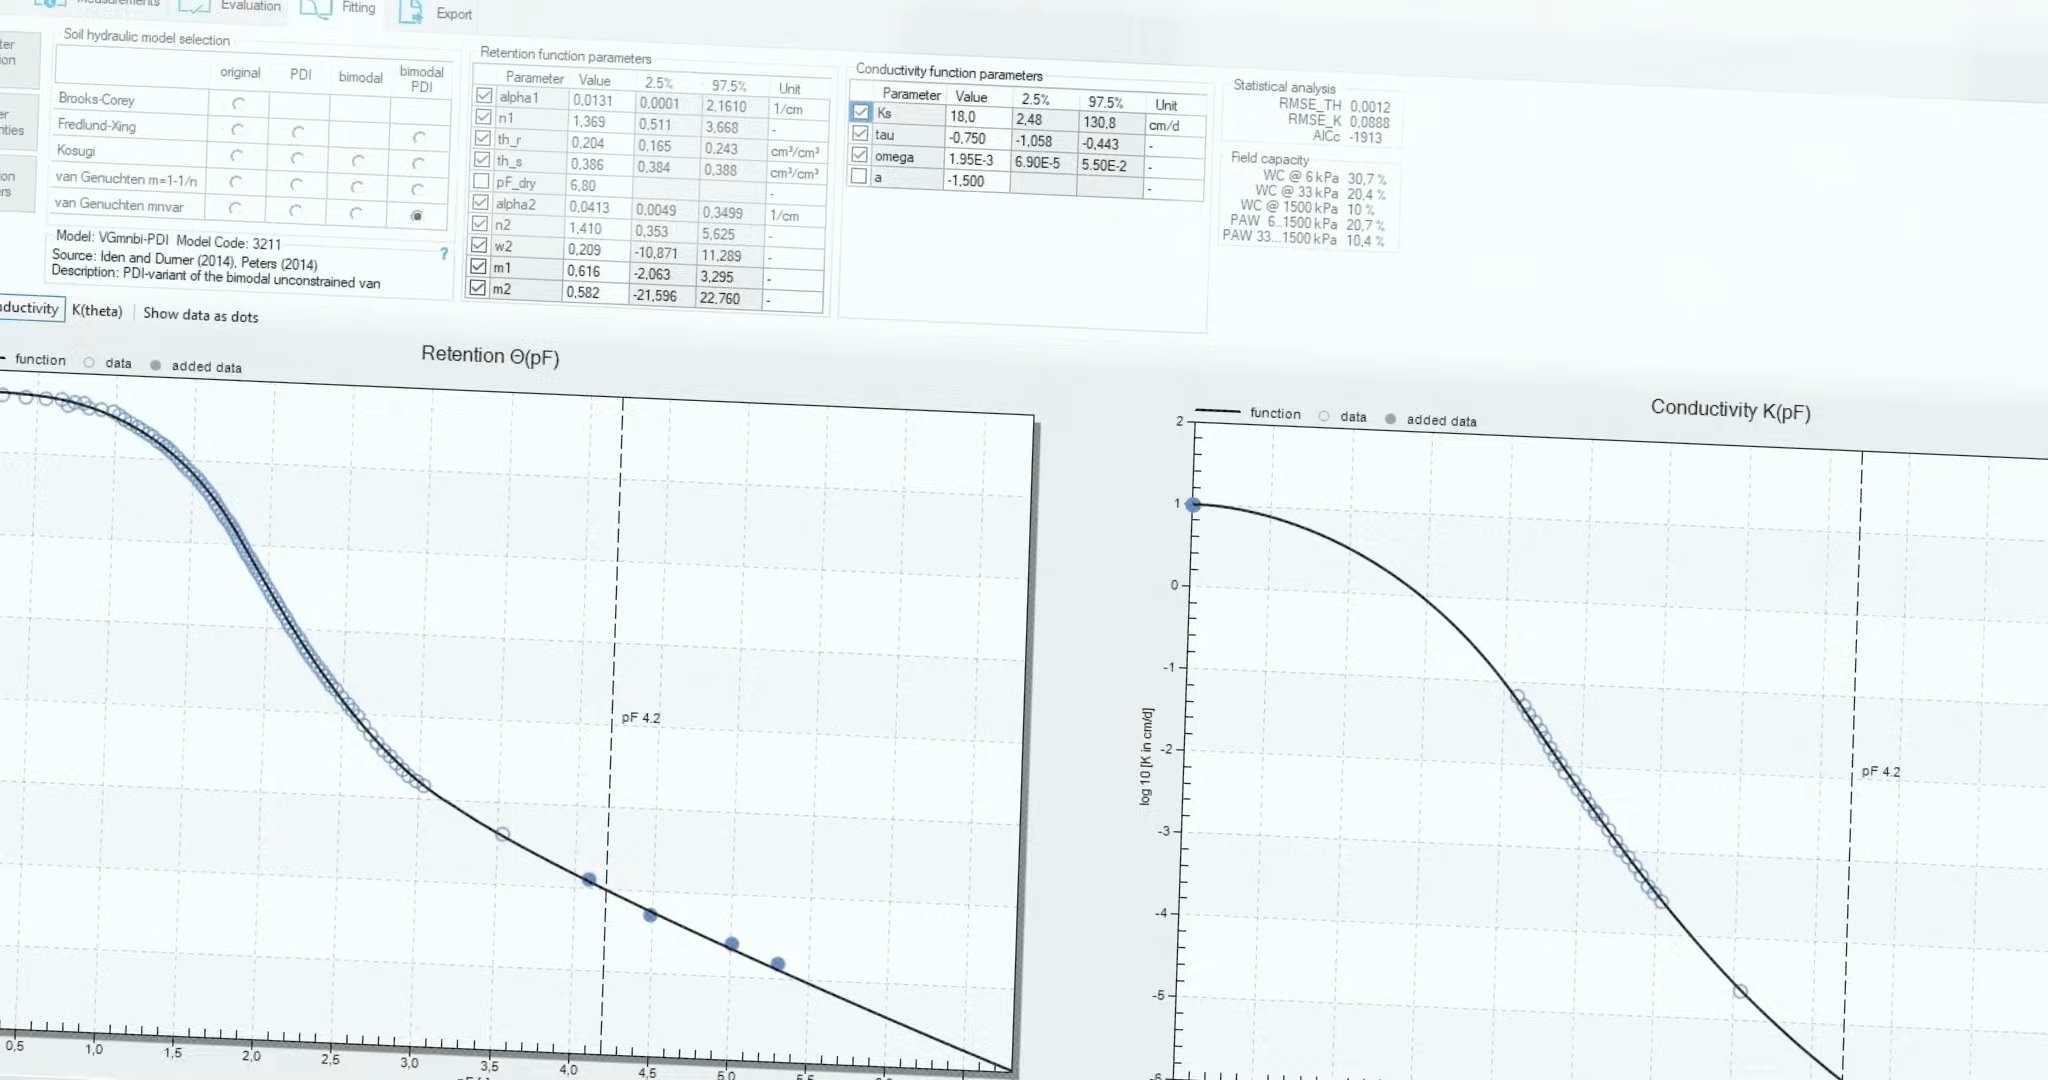 Evaluation
Fitting
Export
Soil hydraulic model selection
original PDI bimodal bimodal PDI
Brooks-Corey
Fredlund-Xing
Kosugi
van Genuchten m=1-1/n
van Genuchten mnvar
Model: VGmnbi-PDI Model Code: 3211
Source: Iden and Durner (2014), Peters (2014)
Description: PDI-variant of the bimodal unconstrained van
?
Retention function parameters
Parameter Value 2.5% 97.5% Unit
alpha1 0,0131 0,0001 2,1610 1/cm
n1 1,369 0,511 3,668 -
th_r 0,204 0,165 0,243 cm³/cm³
th_s 0,386 0,384 0,388 cm³/cm³
pF_dry 6,80 -
alpha2 0,0413 0,0049 0,3499 1/cm
n2 1,410 0,353 5,625 -
w2 0,209 -10,871 11,289 -
m1 0,616 -2,063 3,295 -
m2 0,582 -21,596 22,760 -
Conductivity function parameters
Parameter Value 2.5% 97.5% Unit
Ks 18,0 2,48 130,8 cm/d
tau -0,750 -1,058 -0,443 -
omega 1.95E-3 6.90E-5 5.50E-2 -
a -1,500 -
Statistical analysis
RMSE_TH 0,0012
RMSE_K 0,0888
AICc -1913
Field capacity
WC @ 6 kPa 30,7 %
WC @ 33 kPa 20,4 %
WC @ 1500 kPa 10 %
PAW 6...1500 kPa 20,7 %
PAW 33...1500 kPa 10,4 %
K(theta) Show data as dots
function data added data
Retention Θ(pF)
pF 4.2
0,5 1,0 1,5 2,0 2,5 3,0 3,5 4,0 4,5 5,0
function data added data
Conductivity K(pF)
log 10 [K in cm/d]
2
1
0
-1
-2
-3
-4
-5
pF 4.2